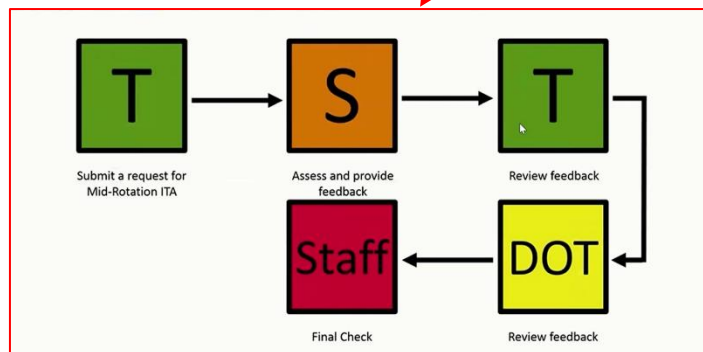 T
S
T
Submit a request for
Mid-Rotation ITA
Assess and provide
feedback
Review feedback
Staff
DOT
Final Check
Review feedback